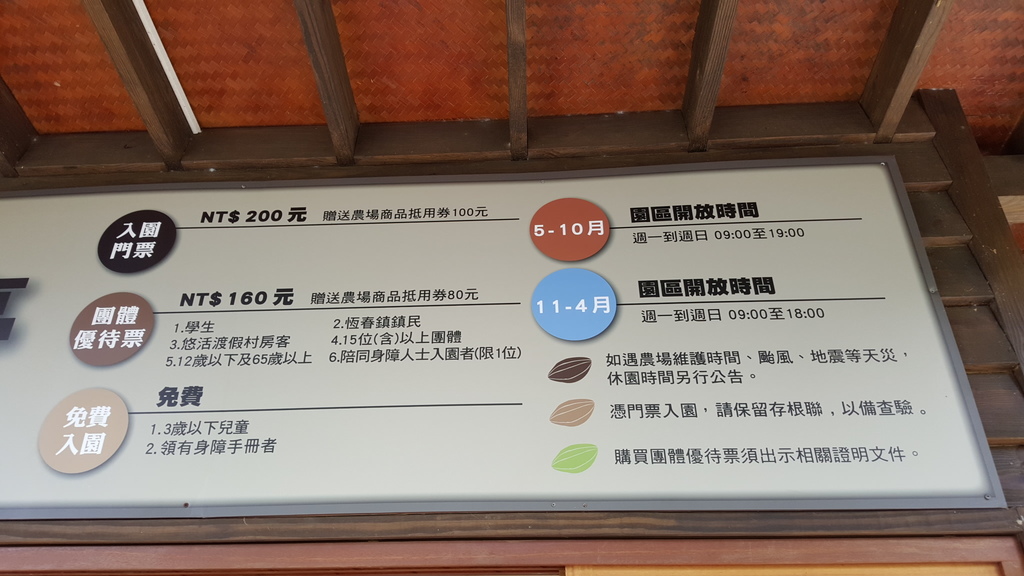 入園
門票
NT$ 200 元 贈送農場商品抵用券100元
團體
優待票
NT$ 160 元 贈送農場商品抵用券80元
1.學生
2.恆春鎮鎮民
3.悠活渡假村房客
4.15位(含)以上團體
5.12歲以下及65歲以上
6.陪同身障人士入園者(限1位)
免費
入園
免費
1.3歲以下兒童
2.領有身障手冊者
5-10月
園區開放時間
週一到週日 09:00至19:00
11-4月
園區開放時間
週一到週日 09:00至18:00
如遇農場維護時間、颱風、地震等天災，
休園時間另行公告。
憑門票入園，請保留存根聯，以備查驗。
購買團體優待票須出示相關證明文件。